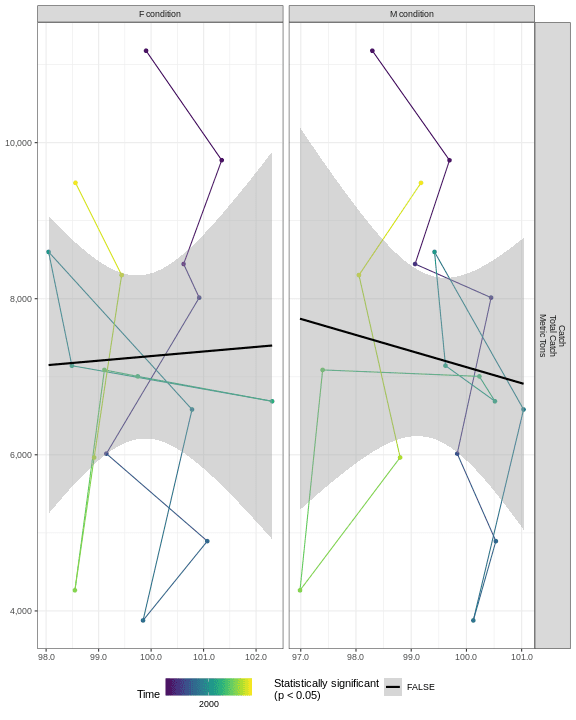 F condition
M condition
10,000
8,000
6,000
4,000
Catch
Total Catch
Metric Tons
98.0 99.0 100.0 101.0 102.0
97.0 98.0 99.0 100.0 101.0
Time
2000
Statistically significant
(p < 0.05)
FALSE